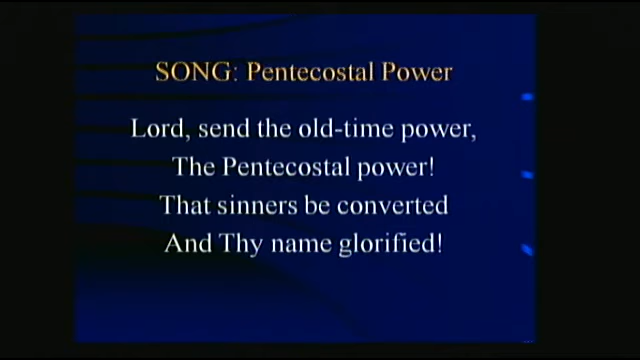 SONG: Pentecostal Power
Lord, send the old-time power,
The Pentecostal power!
That sinners be converted
And Thy name glorified!